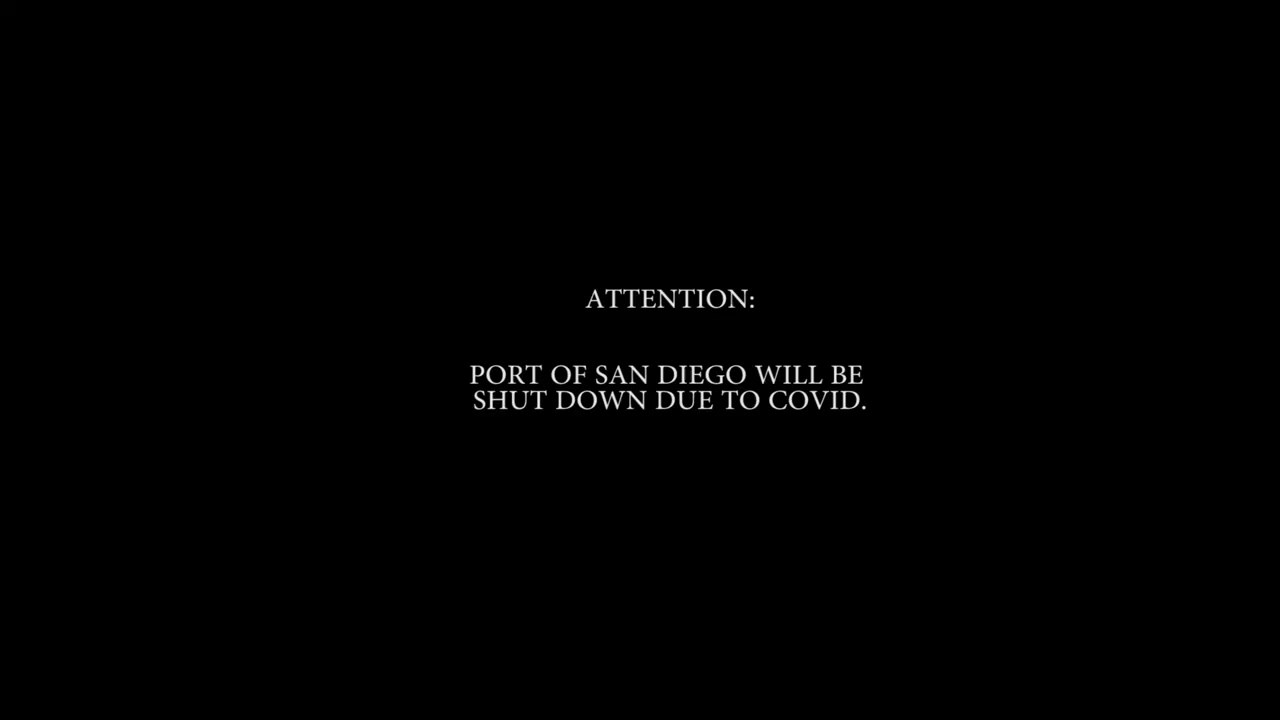 ATTENTION:
PORT OF SAN DIEGO WILL BE
SHUT DOWN DUE TO COVID.